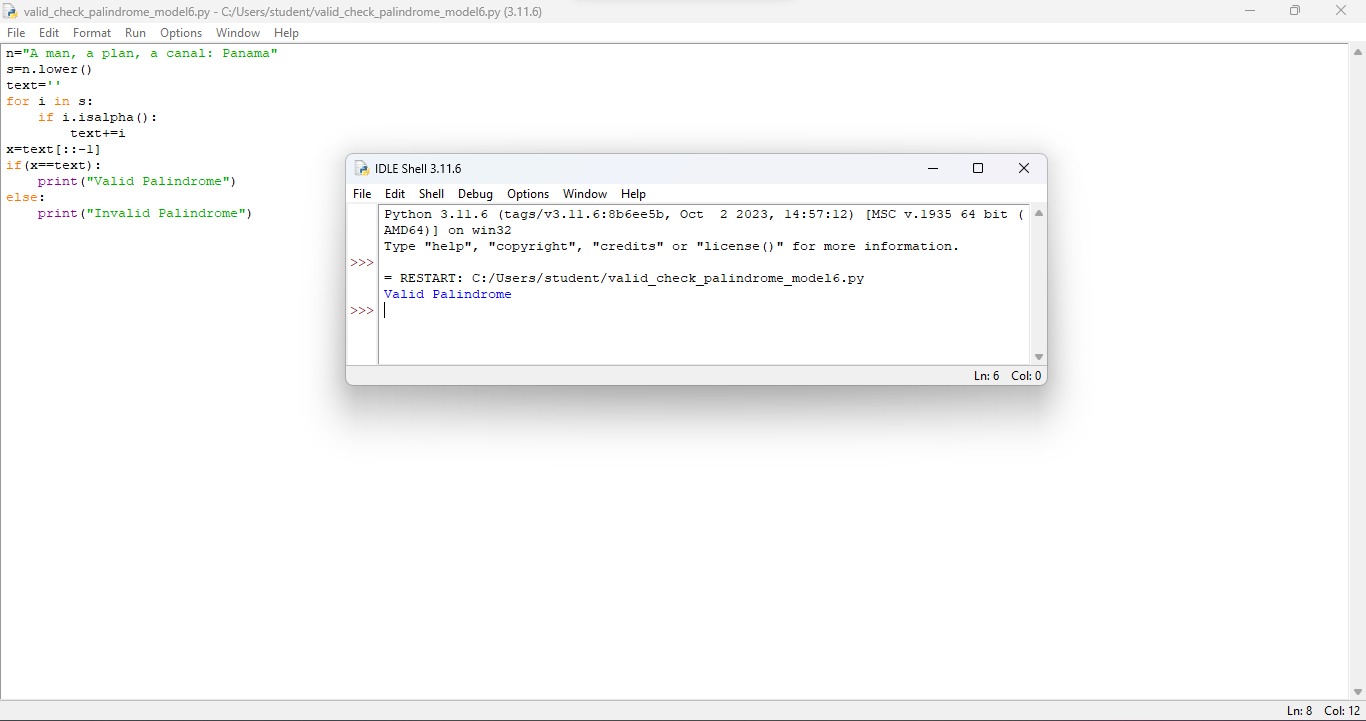 valid_check_palindrome_model6.py - C:/Users/student/valid_check_palindrome_model6.py (3.11.6)
File Edit Format Run Options Window Help
n="A man, a plan, a canal: Panama"
s=n.lower()
text=''
for i in s:
    if i.isalpha():
        text+=i
x=text[::-1]
if(x==text):
    print("Valid Palindrome")
else:
    print("Invalid Palindrome")
IDLE Shell 3.11.6
File Edit Shell Debug Options Window Help
Python 3.11.6 (tags/v3.11.6:8b6ee5b, Oct  2 2023, 14:57:12) [MSC v.1935 64 bit (
AMD64)] on win32
Type "help", "copyright", "credits" or "license()" for more information.
>>>
= RESTART: C:/Users/student/valid_check_palindrome_model6.py
Valid Palindrome
>>>
Ln: 6 Col: 0
Ln: 8 Col: 12